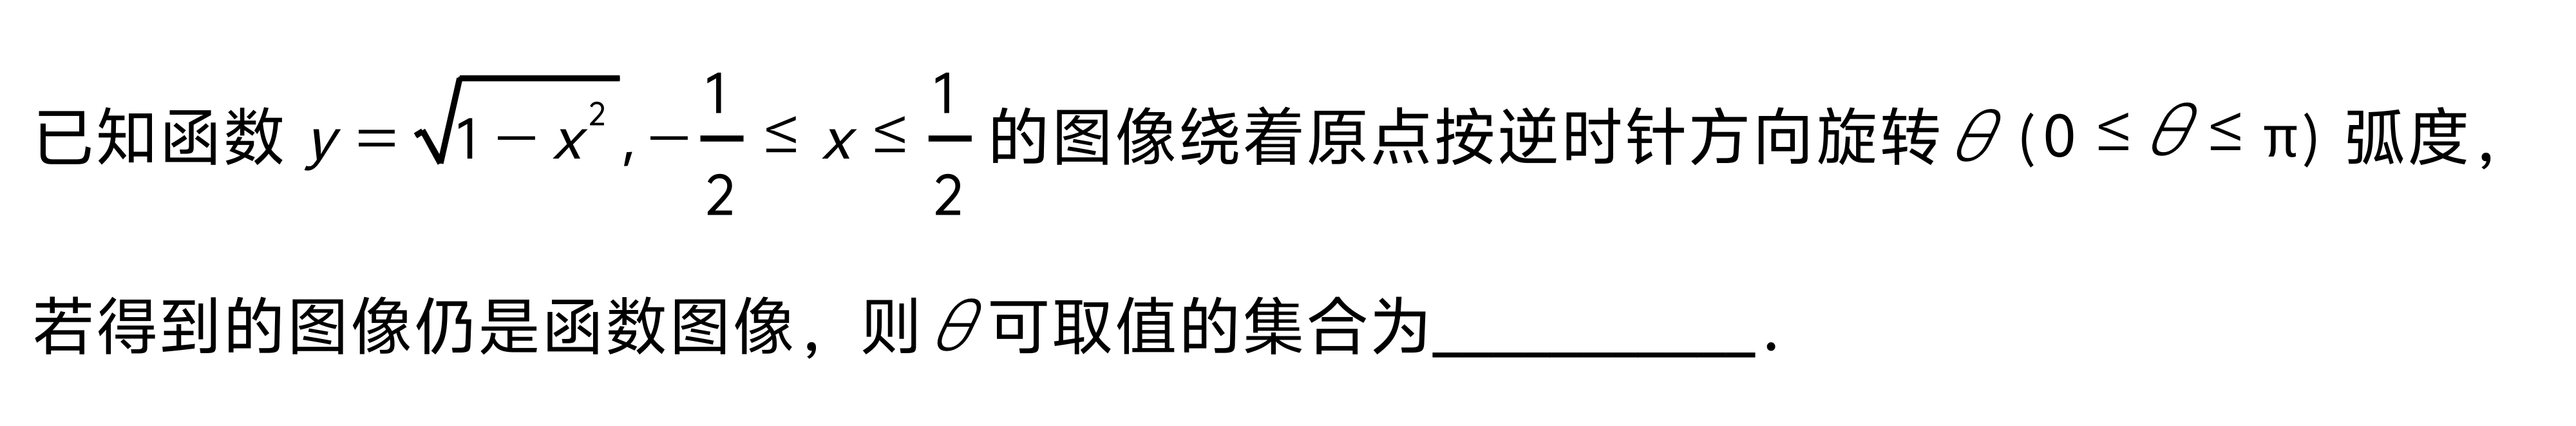 已知函数 y = √(1 − x²) , − 1/2 ≤ x ≤ 1/2 的图像绕着原点按逆时针方向旋转 θ (0 ≤ θ ≤ π) 弧度,
若得到的图像仍是函数图像，则 θ 可取值的集合为__________.